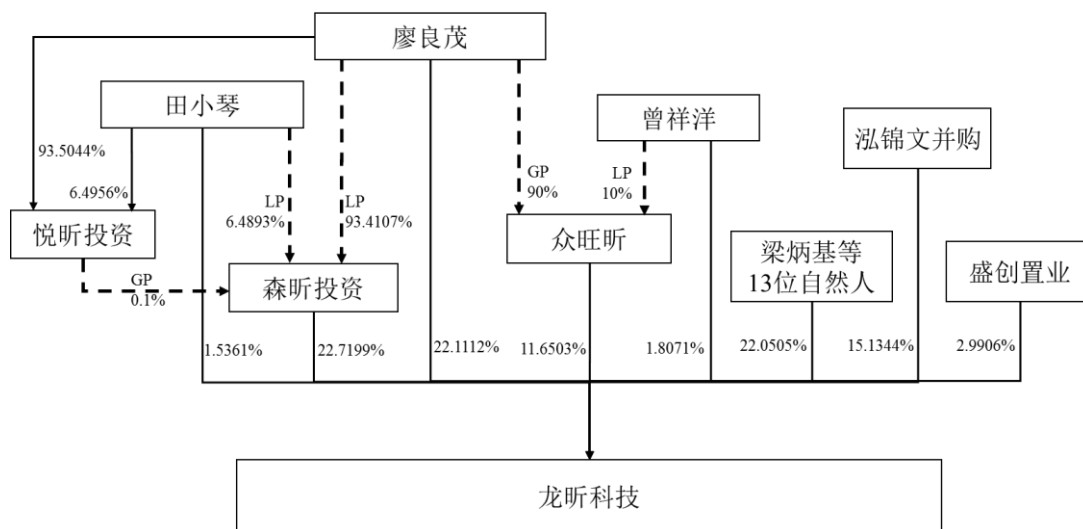 廖良茂
田小琴
曾祥洋
泓锦文并购
93.5044%
6.4956%
LP
6.4893%
LP
93.4107%
GP
90%
LP
10%
悦昕投资
众旺昕
梁炳基等
13位自然人
盛创置业
GP
0.1%
森昕投资
1.5361%
22.7199%
22.1112%
11.6503%
1.8071%
22.0505%
15.1344%
2.9906%
龙昕科技